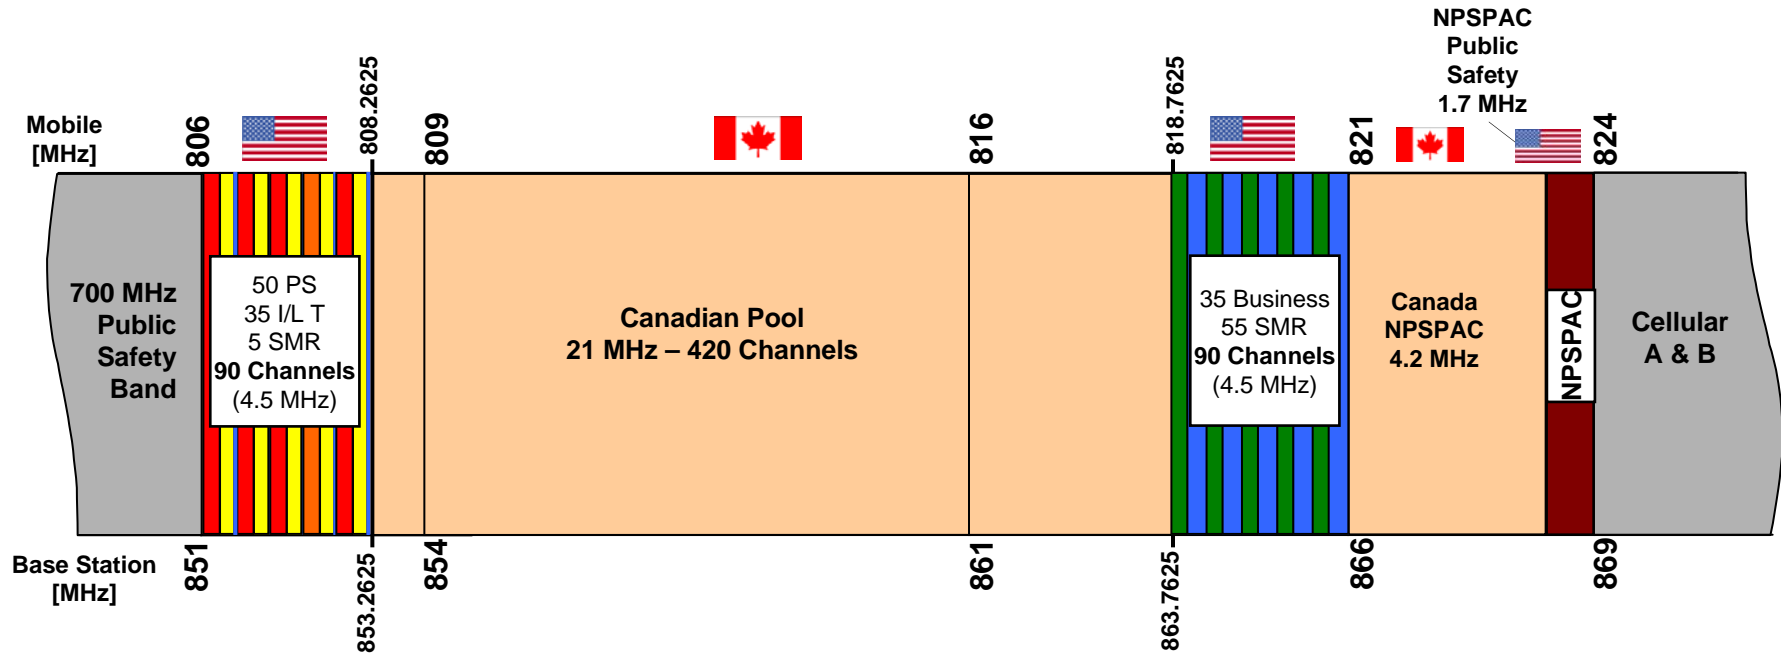 NPSPAC
Public
Safety
1.7 MHz
Mobile
[MHz]
806
808.2625
809
816
818.7625
821
824
700 MHz
Public
Safety
Band
50 PS
35 I/L T
5 SMR
90 Channels
(4.5 MHz)
Canadian Pool
21 MHz – 420 Channels
35 Business
55 SMR
90 Channels
(4.5 MHz)
Canada
NPSPAC
4.2 MHz
NPSPAC
Cellular
A & B
Base Station
[MHz]
851
853.2625
854
861
863.7625
866
869